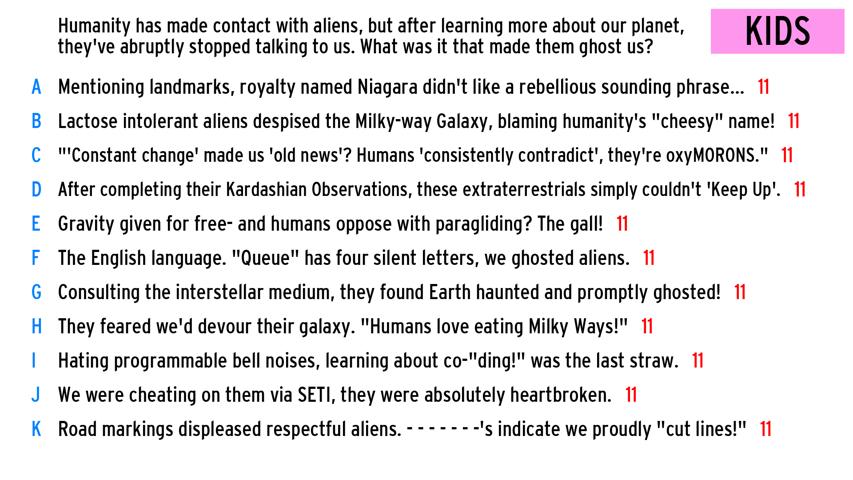 Humanity has made contact with aliens, but after learning more about our planet,
they've abruptly stopped talking to us. What was it that made them ghost us?
KIDS
A Mentioning landmarks, royalty named Niagara didn't like a rebellious sounding phrase... 11
B Lactose intolerant aliens despised the Milky-way Galaxy, blaming humanity's "cheesy" name! 11
C "'Constant change' made us 'old news'? Humans 'consistently contradict', they're oxyMORONS." 11
D After completing their Kardashian Observations, these extraterrestrials simply couldn't 'Keep Up'. 11
E Gravity given for free- and humans oppose with paragliding? The gall! 11
F The English language. "Queue" has four silent letters, we ghosted aliens. 11
G Consulting the interstellar medium, they found Earth haunted and promptly ghosted! 11
H They feared we'd devour their galaxy. "Humans love eating Milky Ways!" 11
I Hating programmable bell noises, learning about co-"ding!" was the last straw. 11
J We were cheating on them via SETI, they were absolutely heartbroken. 11
K Road markings displeased respectful aliens. - - - - - - -'s indicate we proudly "cut lines!" 11